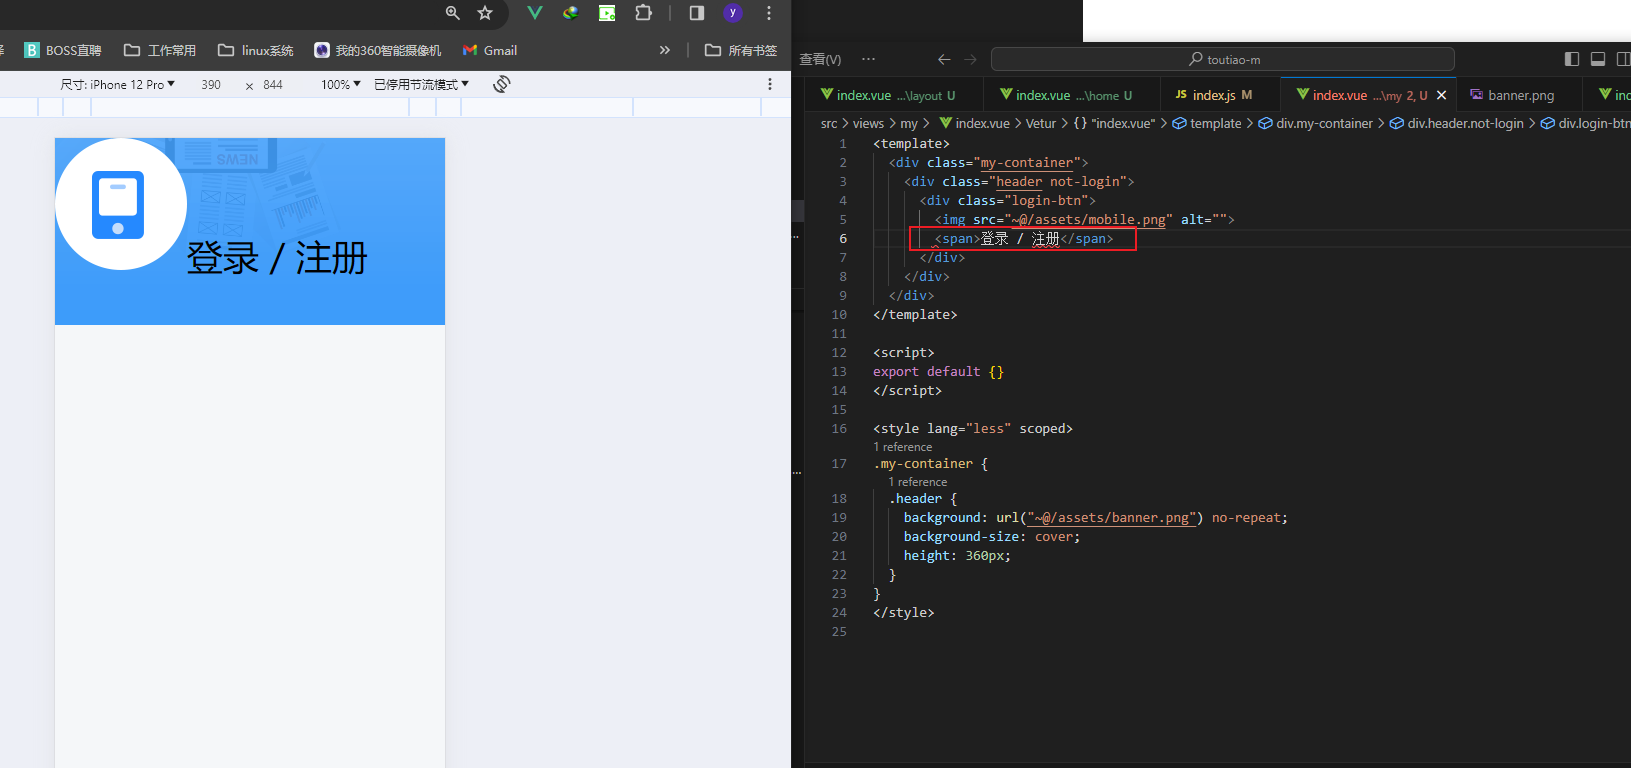 y
BOSS直聘
工作常用
linux系统
我的360智能摄像机
Gmail
»
所有书签
尺寸: iPhone 12 Pro ▼ 390 × 844 100% ▼ 已停用节流模式 ▼
NEWS
登录 / 注册
查看(V) ···
toutiao-m
index.vue ...\layout U
index.vue ...\home U
JS index.js M
index.vue ...\my 2, U
banner.png
src > views > my > index.vue > Vetur > {} "index.vue" > template > div.my-container > div.header.not-login > div.login-btn
1 <template>
2 <div class="my-container">
3 <div class="header not-login">
4 <div class="login-btn">
5 <img src="~@/assets/mobile.png" alt="">
6 <span>登录 / 注册</span>
7 </div>
8 </div>
9 </div>
10 </template>
11
12 <script>
13 export default {}
14 </script>
15
16 <style lang="less" scoped>
1 reference
17 .my-container {
1 reference
18 .header {
19 background: url("~@/assets/banner.png") no-repeat;
20 background-size: cover;
21 height: 360px;
22 }
23 }
24 </style>
25